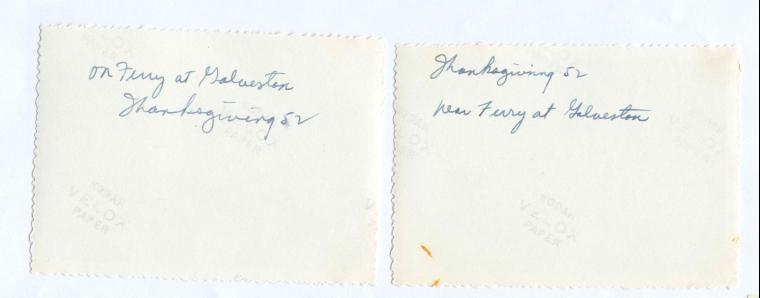 On Ferry at Galveston
Thanksgiving 52
KODAK
VELOX
PAPER
Thanksgiving 52
Near Ferry at Galveston
KODAK
VELOX
PAPER